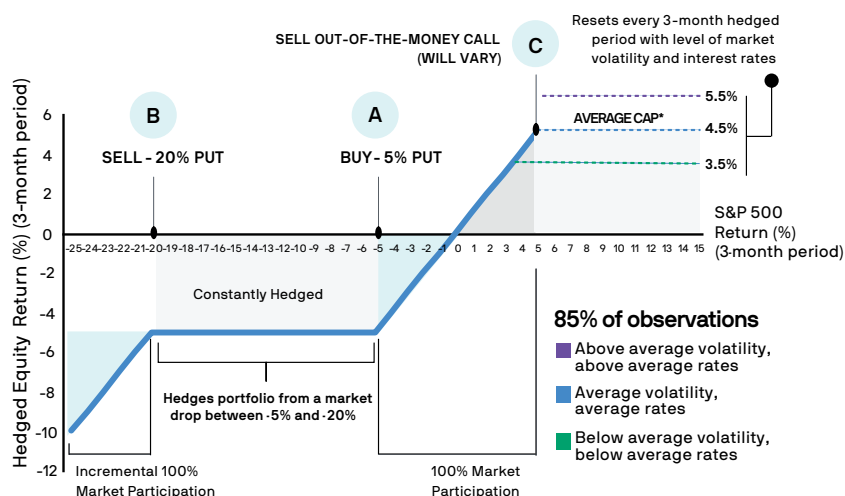 Resets every 3-month hedged
period with level of market
volatility and interest rates
SELL OUT-OF-THE-MONEY CALL
(WILL VARY)
C
B
A
SELL - 20% PUT
BUY - 5% PUT
AVERAGE CAP*
5.5%
4.5%
3.5%
Hedged Equity Return (%) (3-month period)
6
4
2
0
-2
-4
-6
-8
-10
-12
-25 -24 -23 -22 -21 -20 -19 -18 -17 -16 -15 -14 -13 -12 -11 -10 -9 -8 -7 -6 -5 -4 -3 -2 -1 0 1 2 3 4 5 6 7 8 9 10 11 12 13 14 15
S&P 500
Return (%)
(3-month period)
Constantly Hedged
Hedges portfolio from a market
drop between -5% and -20%
Incremental 100%
Market Participation
100% Market
Participation
85% of observations
Above average volatility,
above average rates
Average volatility,
average rates
Below average volatility,
below average rates